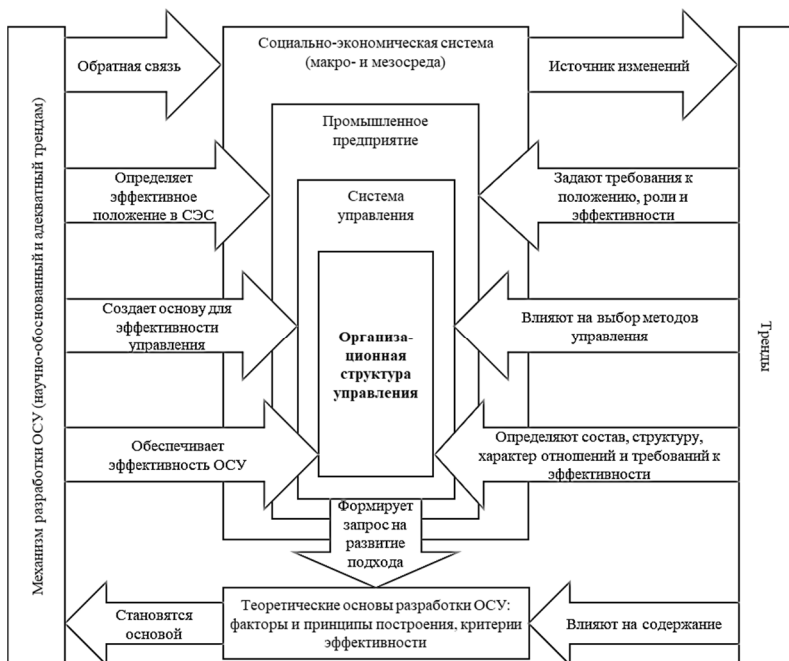 Механизм разработки ОСУ (научно-обоснованный и адекватный трендам)
Обратная связь
Социально-экономическая система
(макро- и мезосреда)
Источник изменений
Промышленное
предприятие
Определяет
эффективное
положение в СЭС
Задают требования к
положению, роли и
эффективности
Система
управления
Создает основу для
эффективности
управления
Организа-
ционная
структура
управления
Влияют на выбор методов
управления
Тренды
Обеспечивает
эффективность ОСУ
Определяют состав, структуру,
характер отношений и требований к
эффективности
Формирует
запрос на
развитие
подхода
Становятся
основой
Теоретические основы разработки ОСУ:
факторы и принципы построения, критерии
эффективности
Влияют на содержание